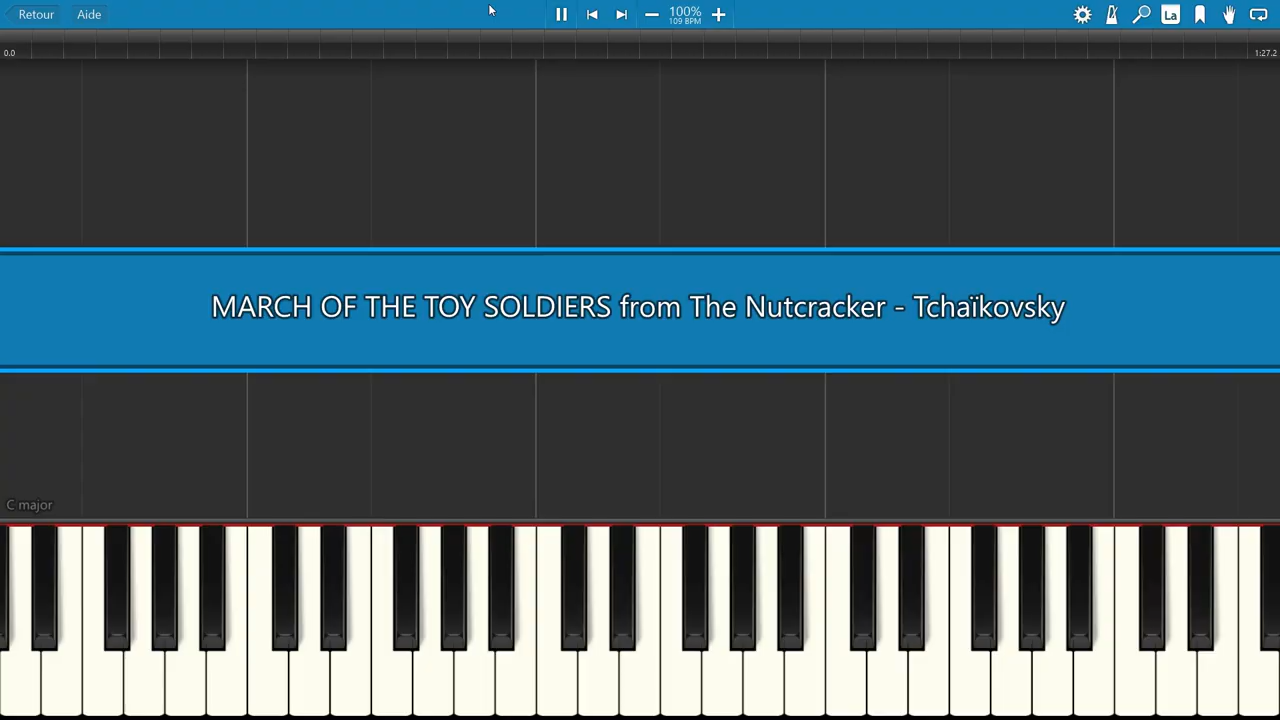 Retour Aide 100% La
109 BPM
0.0 1:27.2
MARCH OF THE TOY SOLDIERS from The Nutcracker - Tchaïkovsky
C major